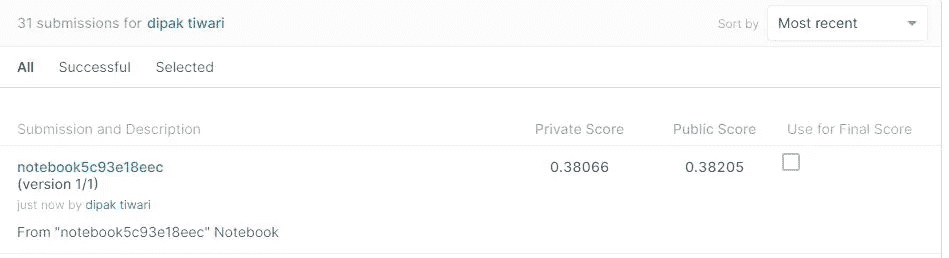 31 submissions for dipak tiwari
Sort by Most recent
All Successful Selected
Submission and Description Private Score Public Score Use for Final Score
notebook5c93e18eec 0.38066 0.38205
(version 1/1)
just now by dipak tiwari
From "notebook5c93e18eec" Notebook